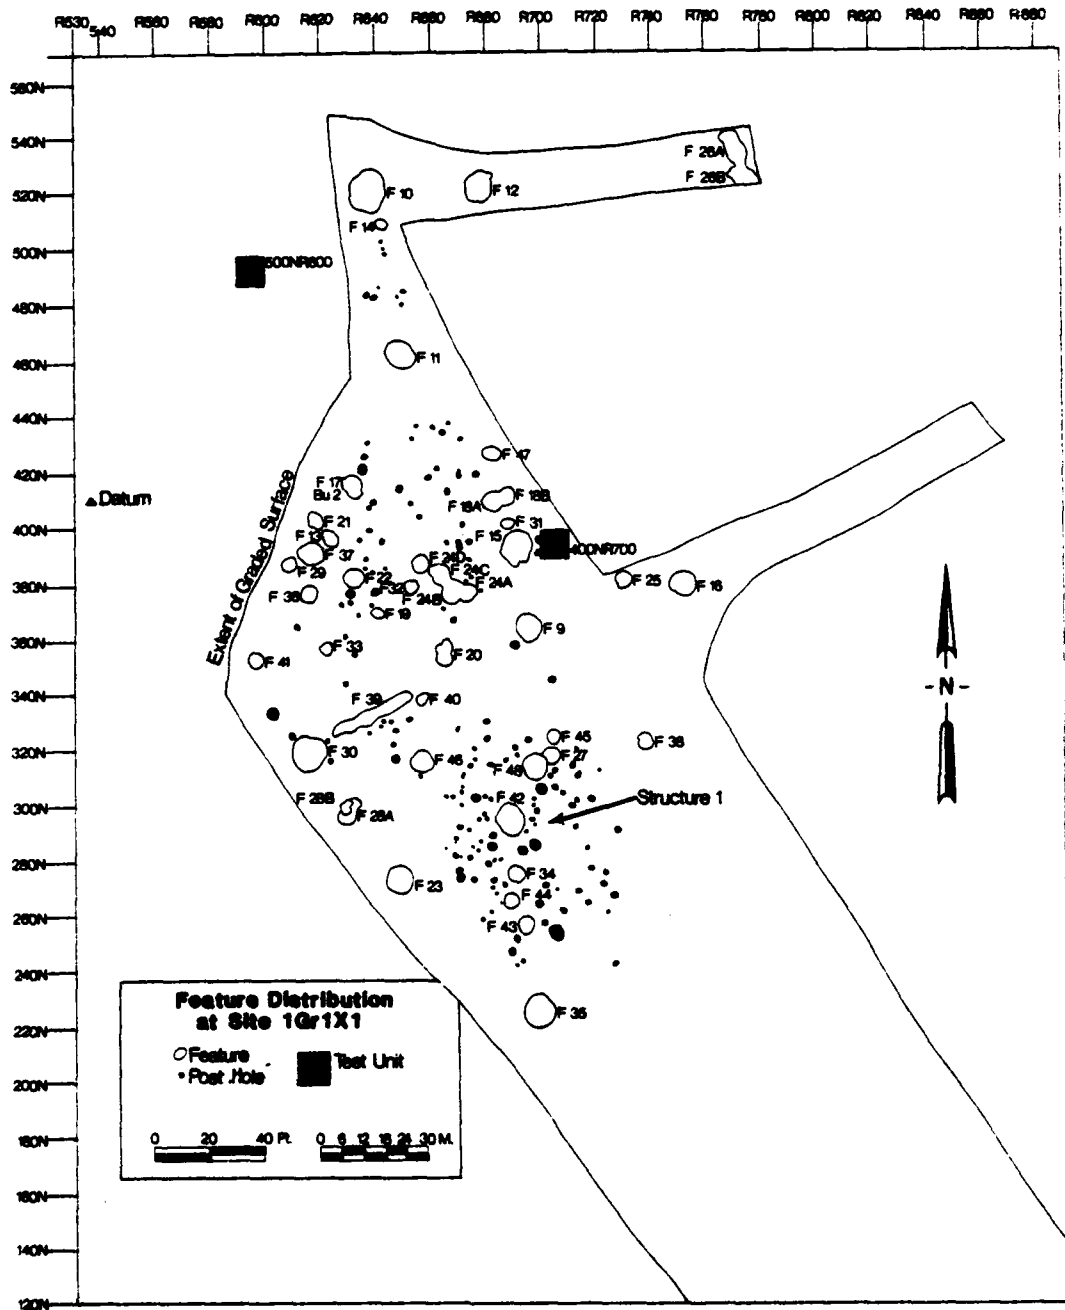 R530 540 R560 R580 R600 R620 R640 R660 R680 R700 R720 R740 R760 R780 R800 R820 R840 R860 R880
560N
540N
520N
500N
480N
460N
440N
420N
400N
380N
360N
340N
320N
300N
280N
260N
240N
220N
200N
180N
160N
140N
120N
F 26A
F 26B
F 10
F 12
F 14
500NR600
F 11
F 47
F 17
Bu 2
F 18B
F 18A
Datum
F 21
F 31
F 13
F 15
400NR700
F 37
F 24D
F 24C
F 29
F 22
F 32
F 24A
F 25
F 16
F 36
F 24B
F 19
F 9
F 33
F 20
F 41
Extent of Graded Surface
F 39
F 40
N
F 45
F 38
F 30
F 46
F 27
F 48
F 28B
F 42
Structure 1
F 28A
F 34
F 23
F 44
F 43
F 35
Feature Distribution
at Site 1Gr1X1
Feature
Post Hole
Test Unit
0 20 40 Ft.
0 6 12 18 24 30 M.